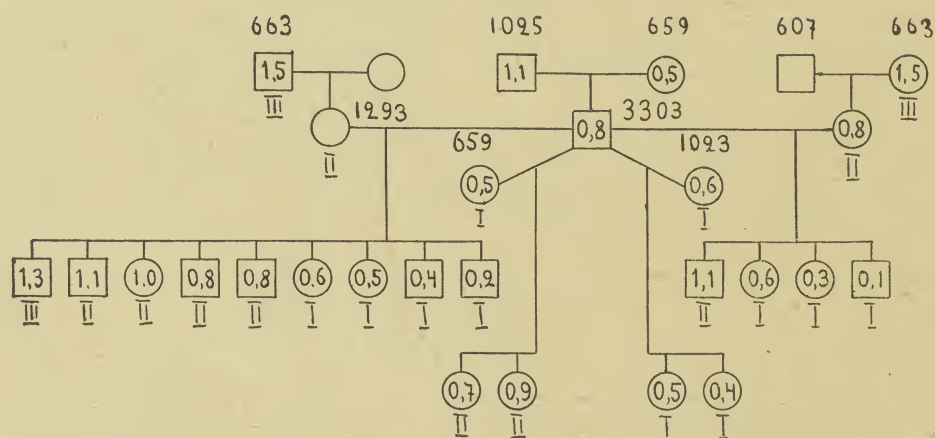 663 1025 659 607 663
1,5 1,1 0,5 1,5
III III
1293 3303
0,8 0,8
II II
659 1023
0,5 0,6
I I
1,3 1,1 1.0 0,8 0,8 0.6 0,5 0,4 0,2 1,1 0,6 0,3 0,1
III II II II II I I I I II I I I
0,7 0,9 0,5 0,4
II II I I